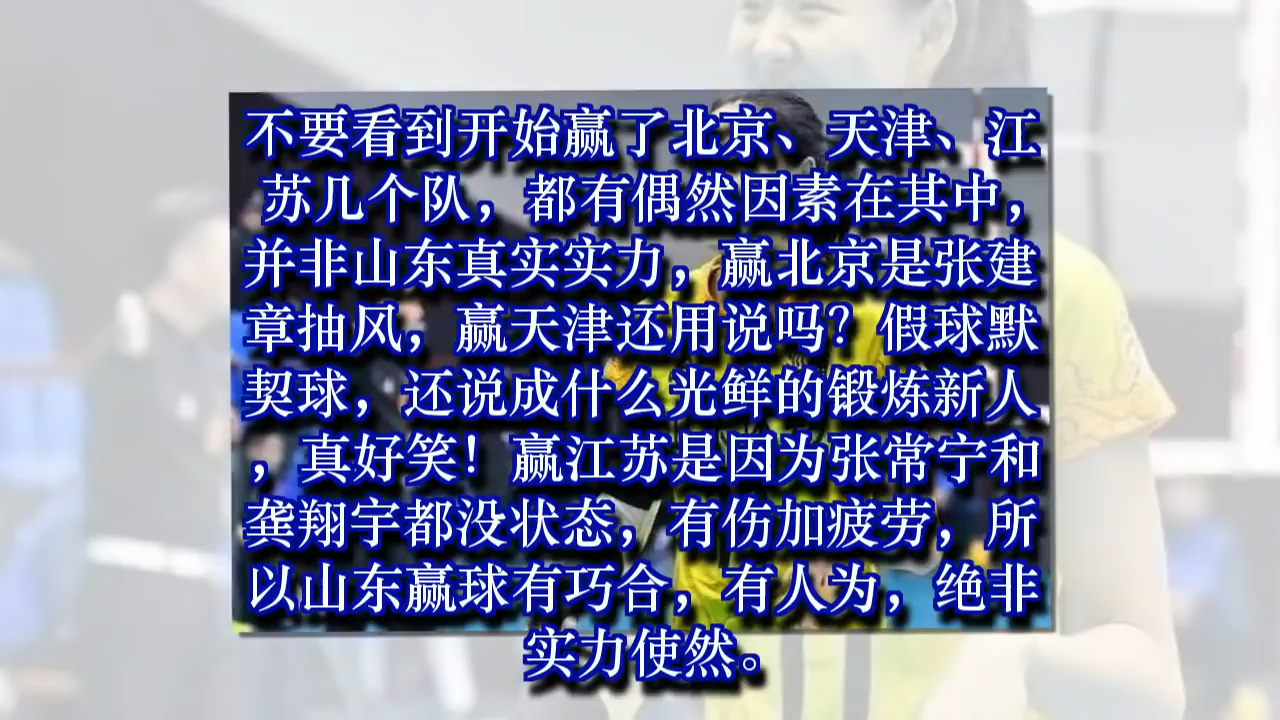 不要看到开始赢了北京、天津、江
苏几个队，都有偶然因素在其中，
并非山东真实实力，赢北京是张建
章抽风，赢天津还用说吗？假球默
契球，还说成什么光鲜的锻炼新人
，真好笑！赢江苏是因为张常宁和
龚翔宇都没状态，有伤加疲劳，所
以山东赢球有巧合，有人为，绝非
实力使然。